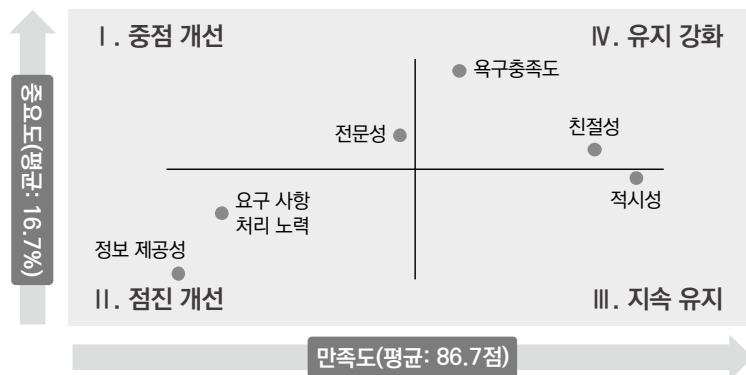 Ⅰ. 중점 개선
Ⅳ. 유지 강화
욕구충족도
전문성
친절성
적시성
요구 사항
처리 노력
정보 제공성
Ⅱ. 점진 개선
Ⅲ. 지속 유지
중요도(평균: 16.7%)
만족도(평균: 86.7점)